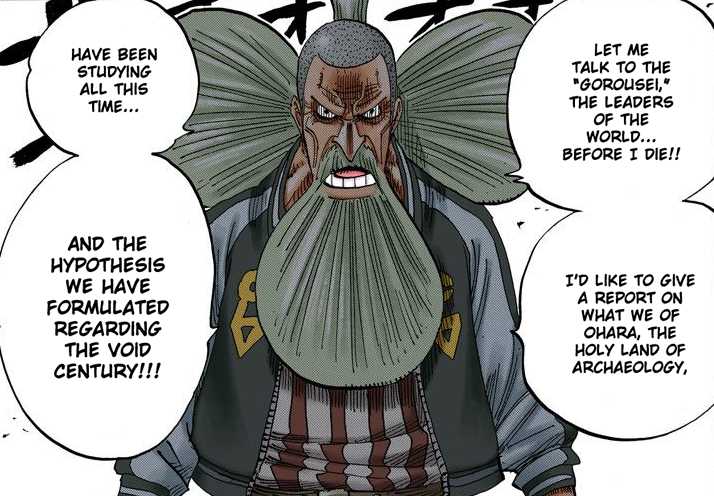 LET ME
TALK TO THE
"GOROUSEI,"
THE LEADERS
OF THE
WORLD...
BEFORE I DIE!!
I'D LIKE TO GIVE
A REPORT ON
WHAT WE OF
OHARA, THE
HOLY LAND OF
ARCHAEOLOGY,
HAVE BEEN
STUDYING
ALL THIS
TIME...
AND THE
HYPOTHESIS
WE HAVE
FORMULATED
REGARDING
THE VOID
CENTURY!!!